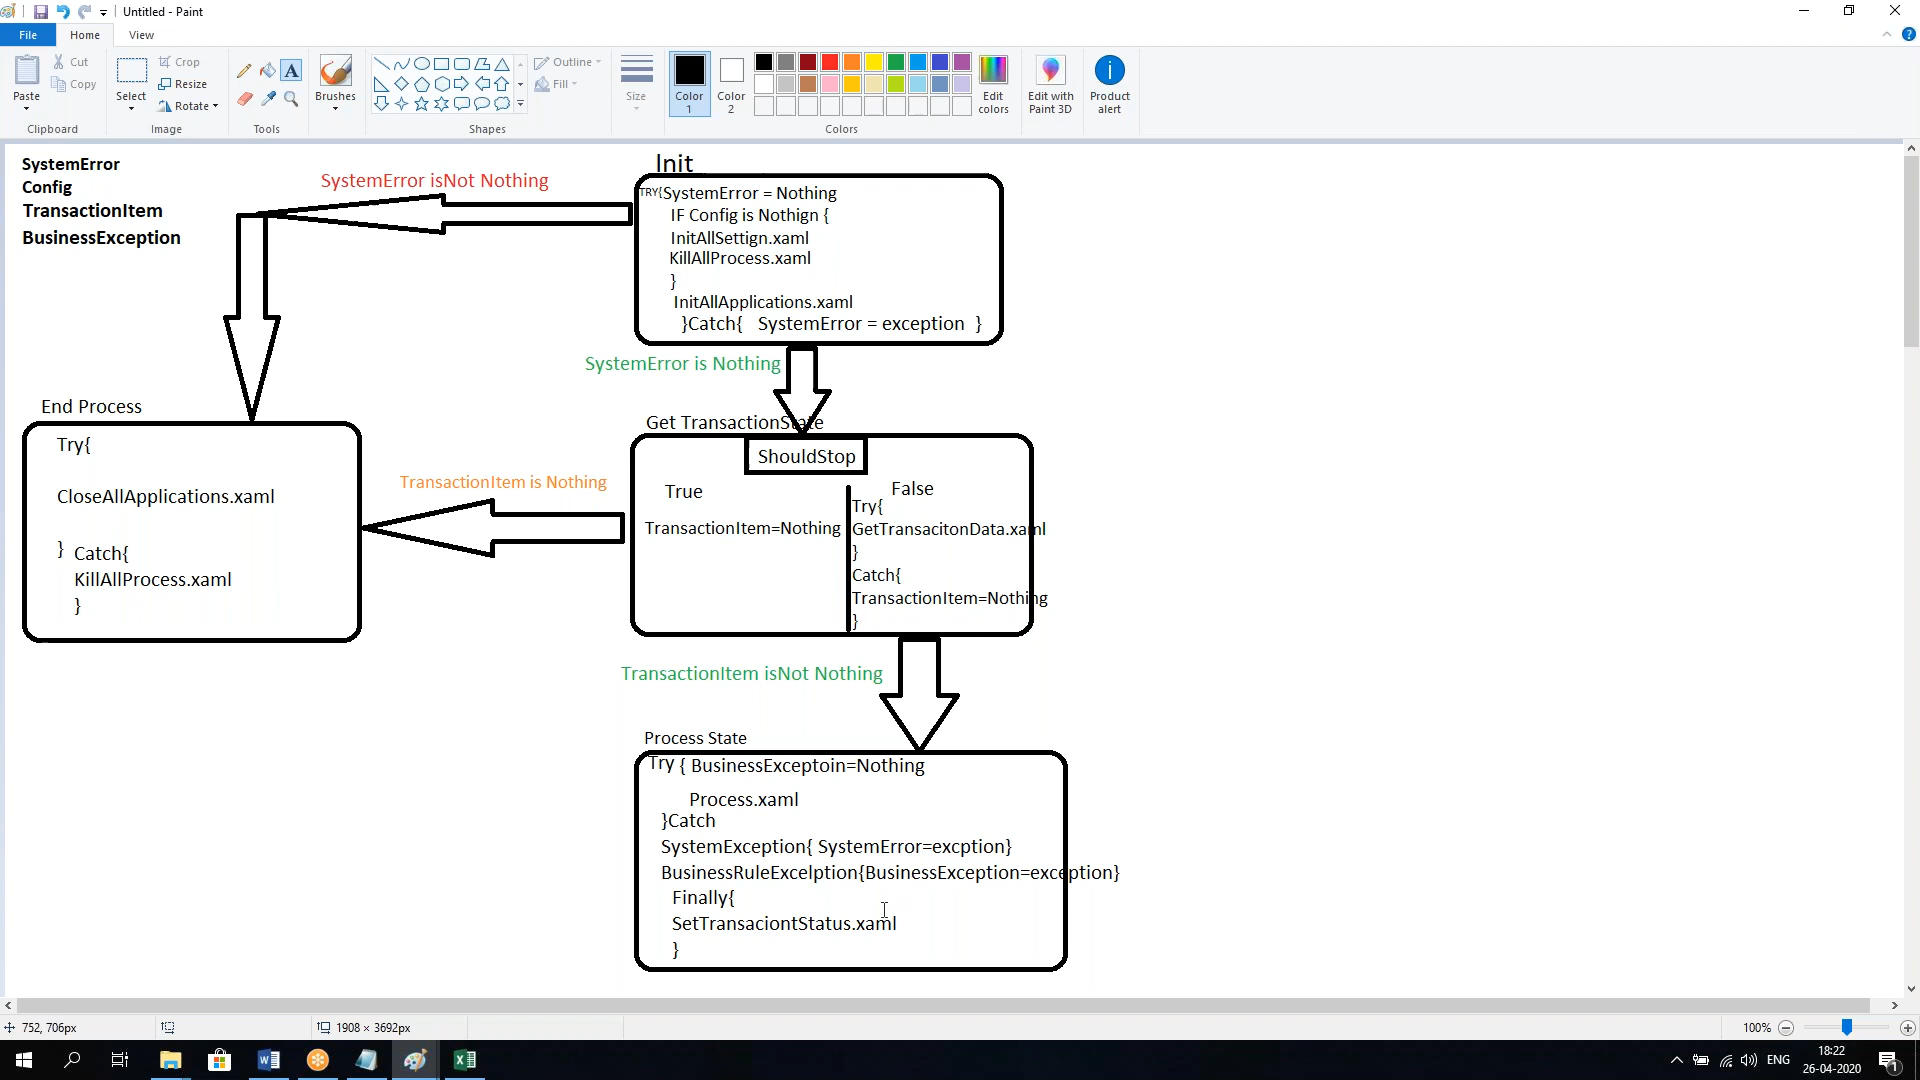 Untitled - Paint
File
Home
View
Paste
Cut
Copy
Clipboard
Select
Crop
Resize
Rotate
Image
Tools
Brushes
Shapes
Outline
Fill
Size
Color 1
Color 2
Edit colors
Colors
Edit with Paint 3D
Product alert
SystemError
Config
TransactionItem
BusinessException
SystemError isNot Nothing
Init
TRY{SystemError = Nothing
IF Config is Nothign {
InitAllSettign.xaml
KillAllProcess.xaml
}
InitAllApplications.xaml
}Catch{ SystemError = exception }
SystemError is Nothing
End Process
Try{
CloseAllApplications.xaml
} Catch{
KillAllProcess.xaml
}
TransactionItem is Nothing
Get TransactionState
ShouldStop
True
TransactionItem=Nothing
False
Try{
GetTransacitonData.xaml
}
Catch{
TransactionItem=Nothing
}
TransactionItem isNot Nothing
Process State
Try { BusinessExceptoin=Nothing
Process.xaml
}Catch
SystemException{ SystemError=excption}
BusinessRuleExcelption{BusinessException=exception}
Finally{
SetTransaciontStatus.xaml
}
752, 706px
1908 × 3692px
100%
ENG
18:22
26-04-2020
1